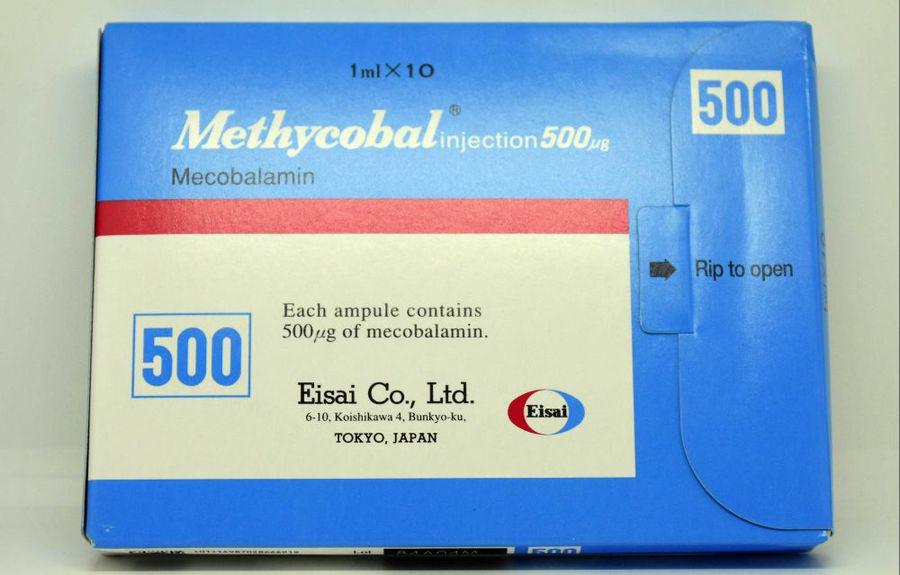 1ml×10
Methycobal® injection 500μg
Mecobalamin
500
Rip to open
500
Each ampule contains
500μg of mecobalamin.
Eisai Co., Ltd.
6-10, Koishikawa 4, Bunkyo-ku,
TOKYO, JAPAN
Eisai
Lot
500